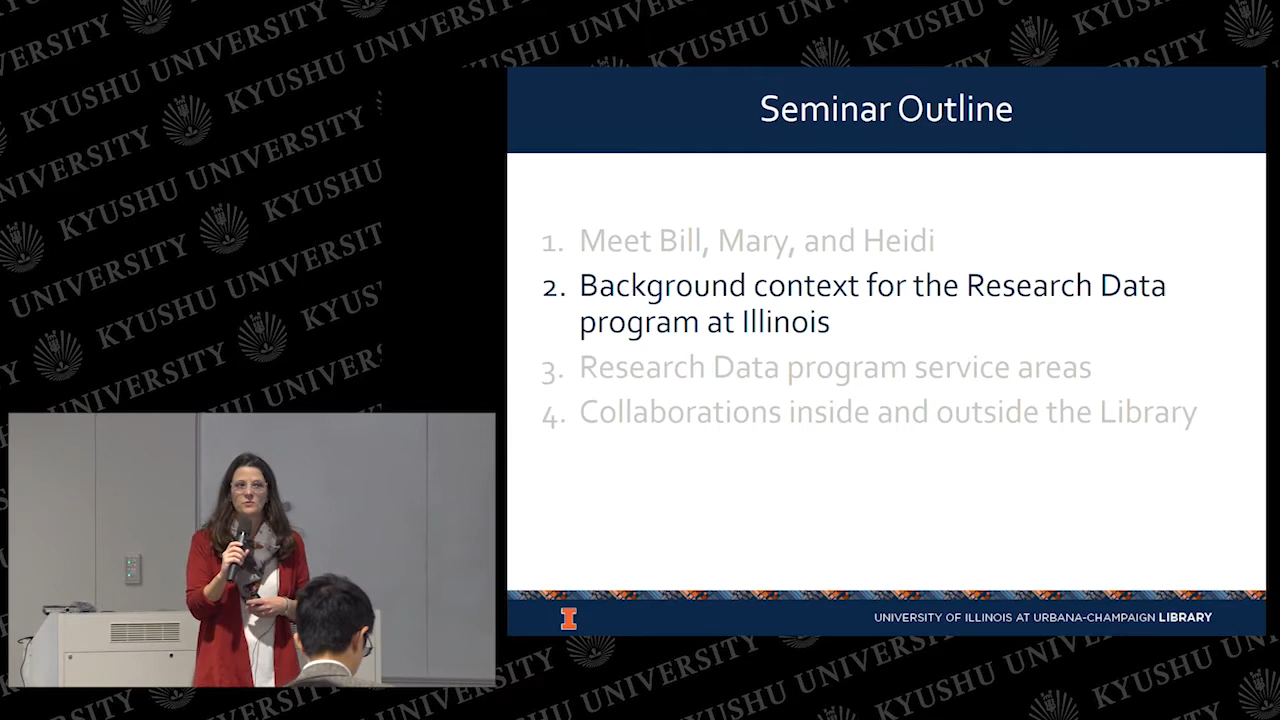 KYUSHU UNIVERSITY
Seminar Outline
1. Meet Bill, Mary, and Heidi
2. Background context for the Research Data
program at Illinois
3. Research Data program service areas
4. Collaborations inside and outside the Library
I
UNIVERSITY OF ILLINOIS AT URBANA-CHAMPAIGN LIBRARY